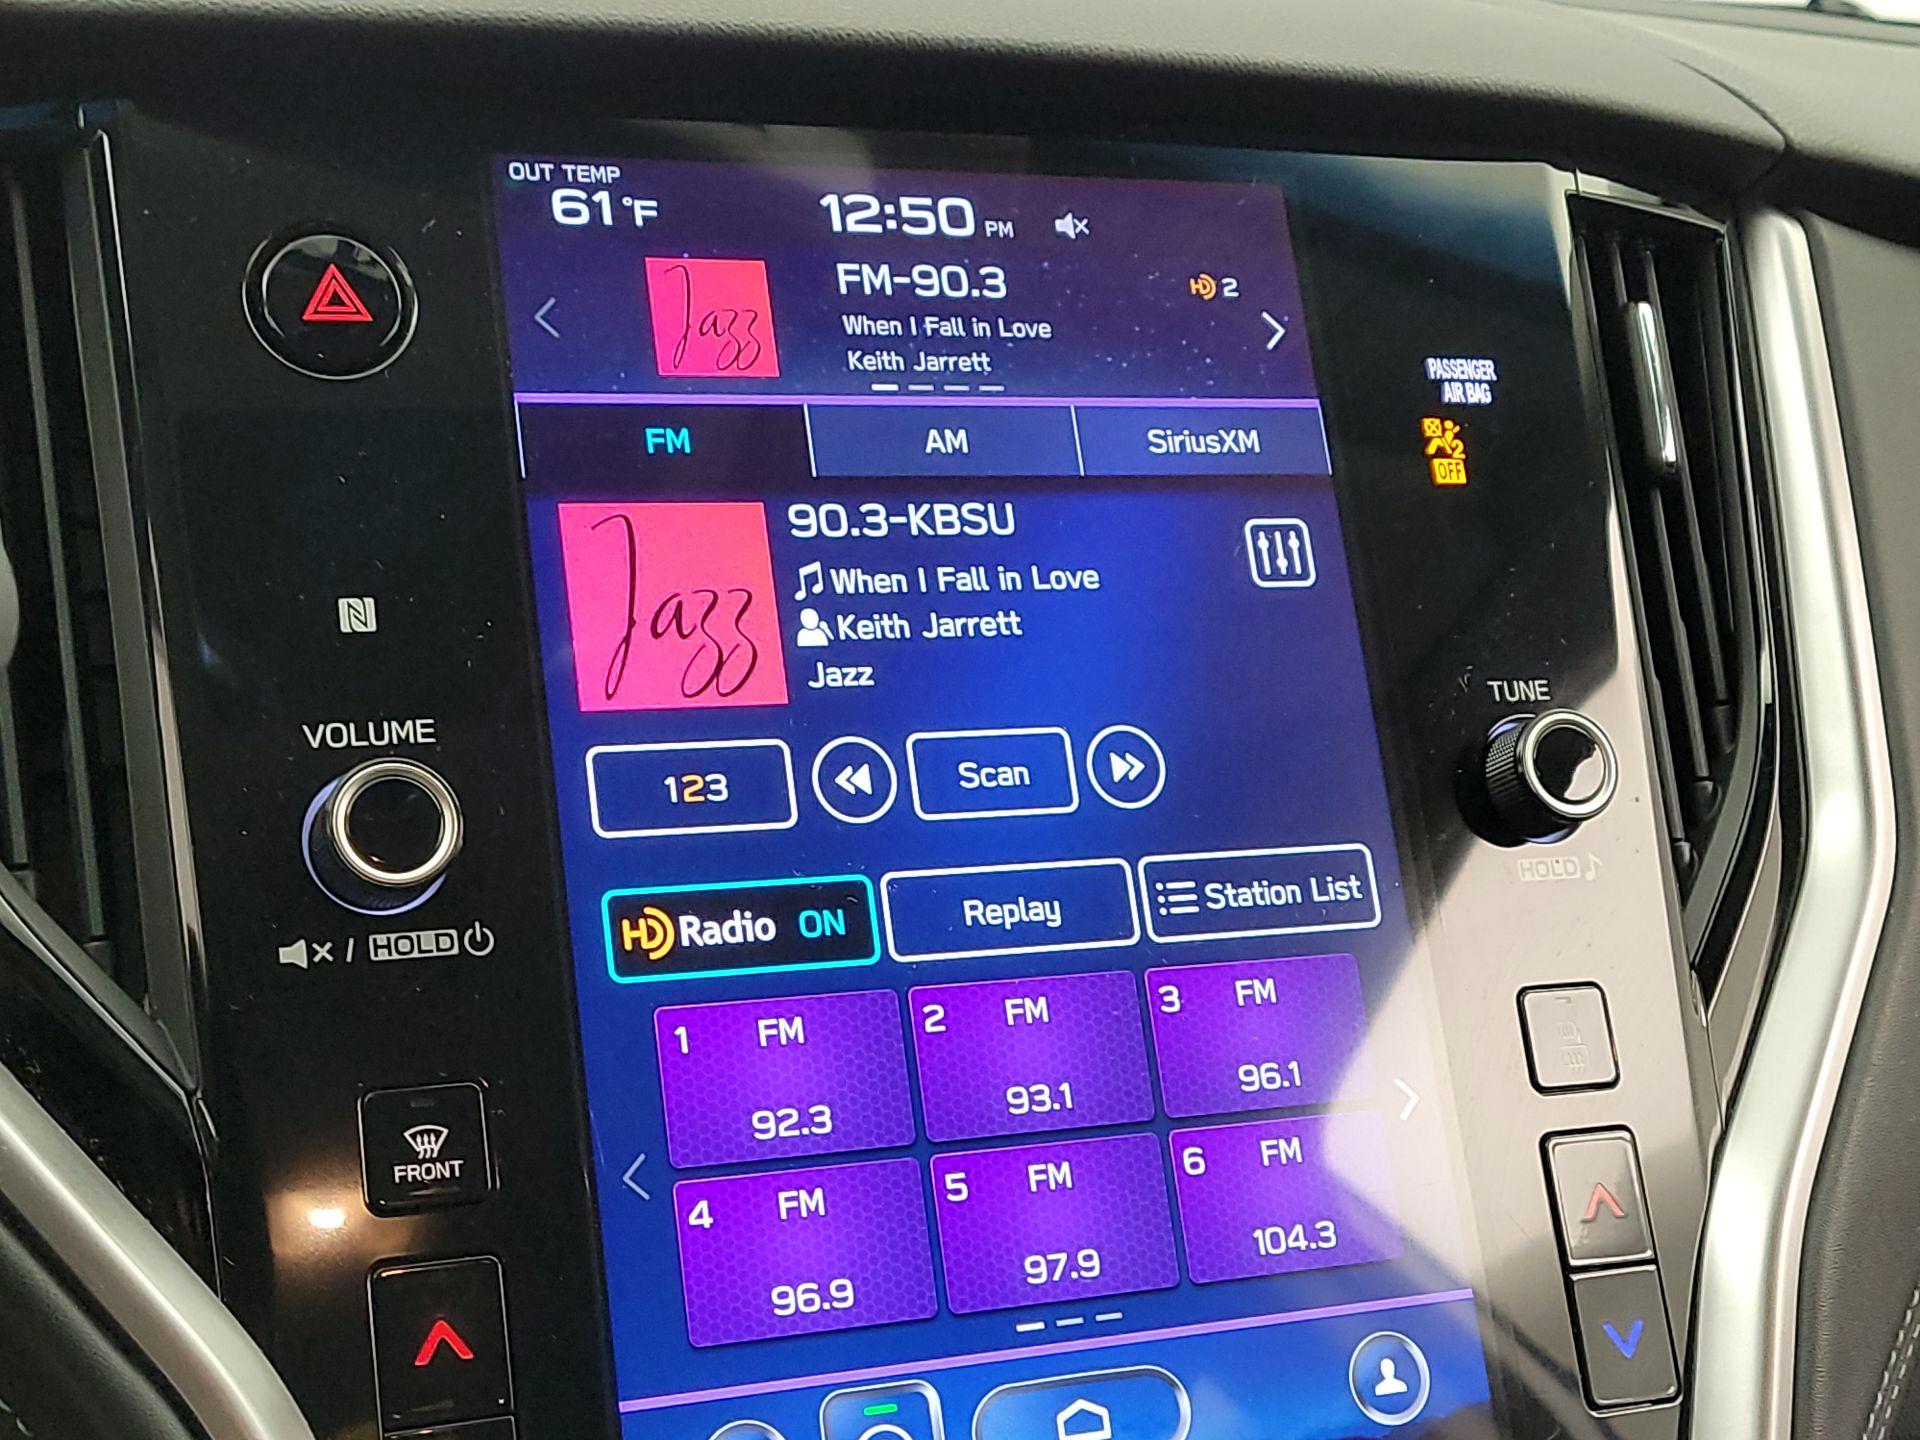 OUT TEMP
61°F
12:50 PM
Jazz
FM-90.3
HD 2
When I Fall in Love
Keith Jarrett
PASSENGER
AIR BAG
2
OFF
FM
AM
SiriusXM
Jazz
90.3-KBSU
When I Fall in Love
Keith Jarrett
Jazz
N
VOLUME
TUNE
123
Scan
HOLD
/ HOLD
HD Radio ON
Replay
Station List
1 FM
92.3
2 FM
93.1
3 FM
96.1
FRONT
4 FM
96.9
5 FM
97.9
6 FM
104.3